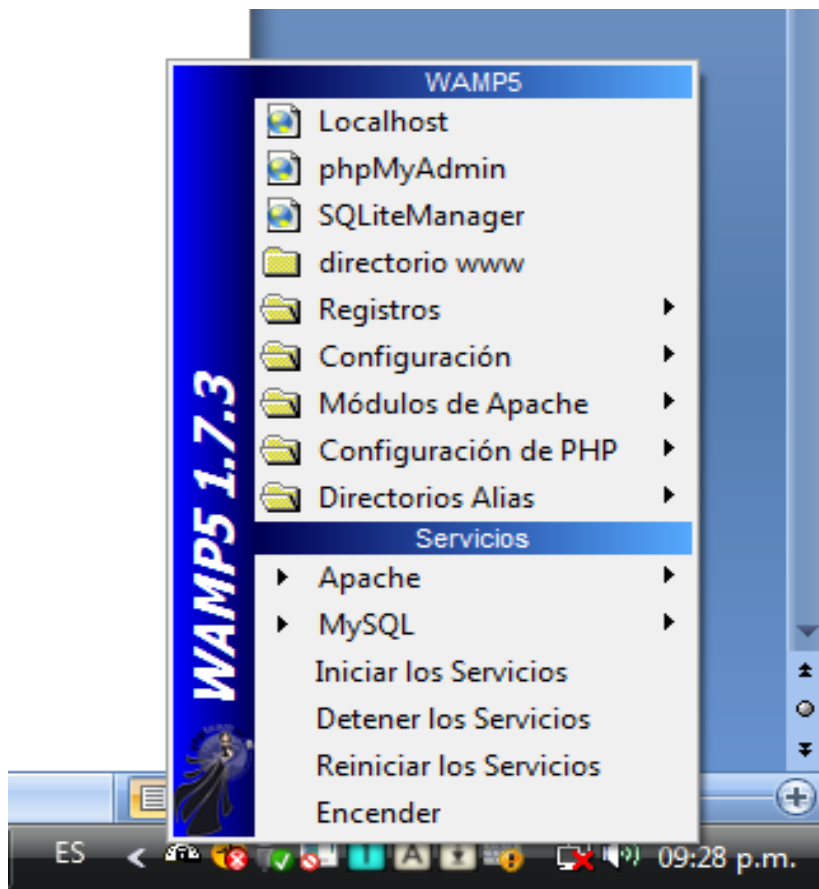 WAMP5
Localhost
phpMyAdmin
SQLiteManager
directorio www
Registros
Configuración
Módulos de Apache
Configuración de PHP
Directorios Alias
Servicios
Apache
MySQL
Iniciar los Servicios
Detener los Servicios
Reiniciar los Servicios
Encender
WAMP5 1.7.3
ES
A
09:28 p.m.